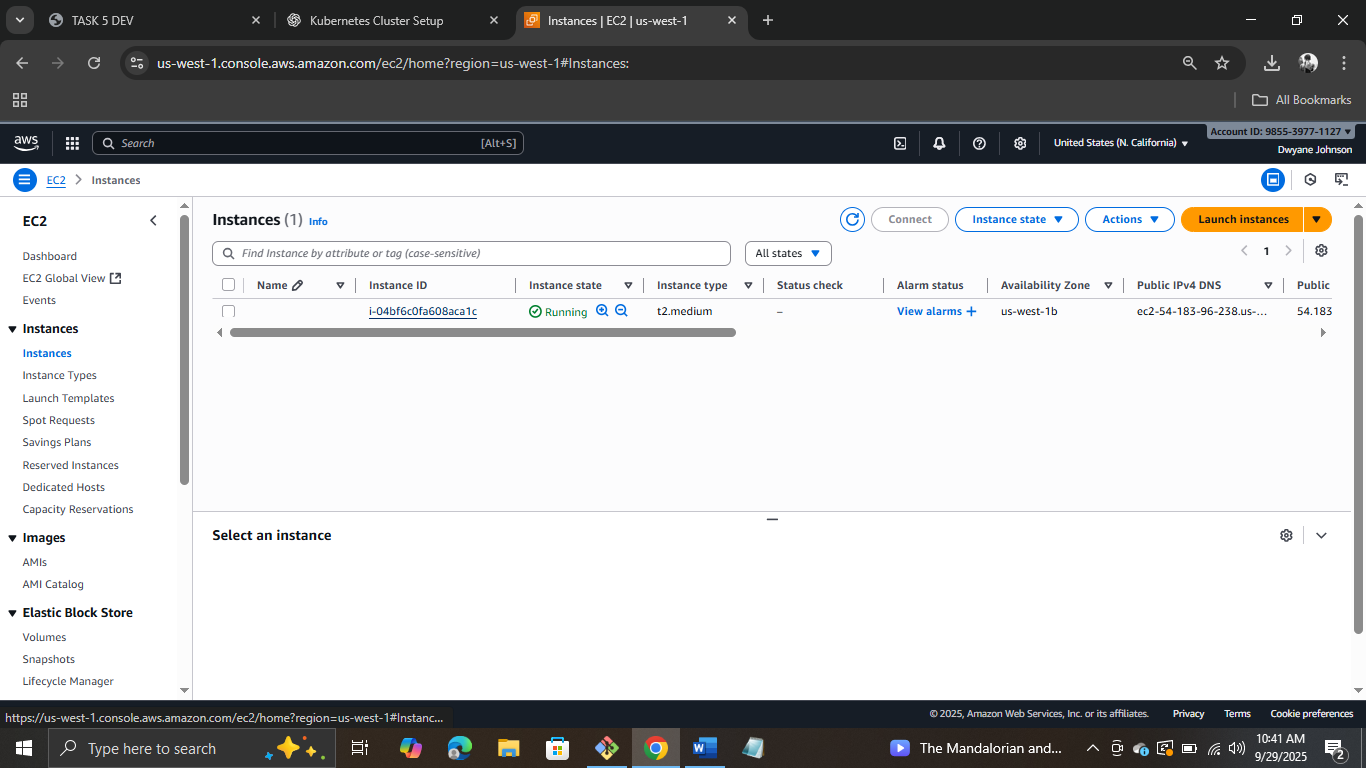 TASK 5 DEV
Kubernetes Cluster Setup
Instances | EC2 | us-west-1
us-west-1.console.aws.amazon.com/ec2/home?region=us-west-1#Instances:
All Bookmarks
aws
Search
[Alt+S]
United States (N. California)
Account ID: 9855-3977-1127
Dwyane Johnson
EC2
Instances
EC2
Dashboard
EC2 Global View
Events
Instances
Instances
Instance Types
Launch Templates
Spot Requests
Savings Plans
Reserved Instances
Dedicated Hosts
Capacity Reservations
Images
AMIs
AMI Catalog
Elastic Block Store
Volumes
Snapshots
Lifecycle Manager
Instances (1) Info
Connect
Instance state
Actions
Launch instances
Find Instance by attribute or tag (case-sensitive)
All states
1
Name Instance ID Instance state Instance type Status check Alarm status Availability Zone Public IPv4 DNS Public
i-04bf6c0fa608aca1c Running t2.medium – View alarms + us-west-1b ec2-54-183-96-238.us-... 54.183
Select an instance
https://us-west-1.console.aws.amazon.com/ec2/home?region=us-west-1#Instanc...
© 2025, Amazon Web Services, Inc. or its affiliates.
Privacy
Terms
Cookie preferences
Type here to search
The Mandalorian and...
10:41 AM
9/29/2025
2